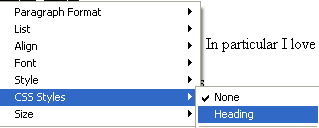 Paragraph Format
List
Align
In particular I love
Font
Style
CSS Styles
None
Size
Heading